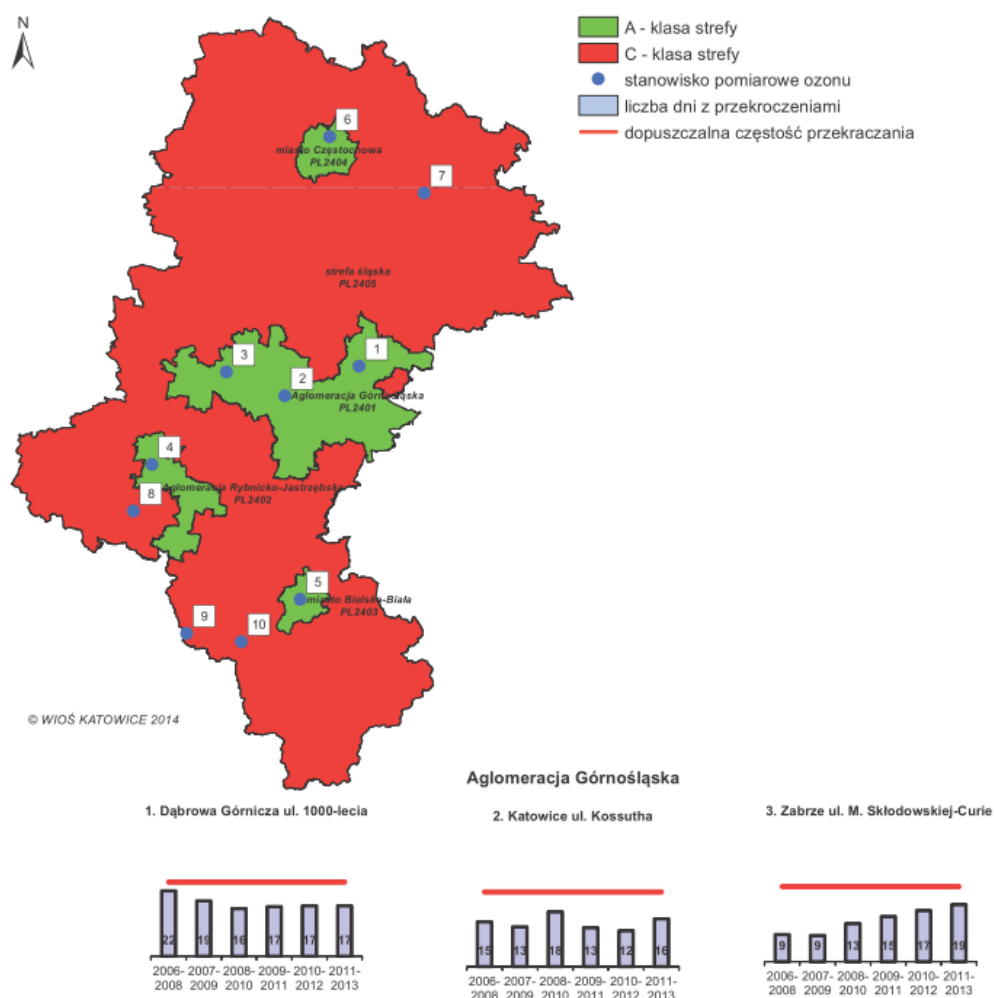 N
A - klasa strefy
C - klasa strefy
stanowisko pomiarowe ozonu
liczba dni z przekroczeniami
dopuszczalna częstość przekraczania
6
miasto Częstochowa
PL2404
7
strefa śląska
PL2405
1
3
2
Aglomeracja Górnośląska
PL2401
4
Aglomeracja Rybnicko-Jastrzębska
PL2402
8
5
miasto Bielsko-Biała
PL2403
9
10
© WIOŚ KATOWICE 2014
Aglomeracja Górnośląska
1. Dąbrowa Górnicza ul. 1000-lecia
22 19 16 17 17 17
2006-2008 2007-2009 2008-2010 2009-2011 2010-2012 2011-2013
2. Katowice ul. Kossutha
15 13 18 13 12 16
2006-2008 2007-2009 2008-2010 2009-2011 2010-2012 2011-2013
3. Zabrze ul. M. Skłodowskiej-Curie
9 9 13 15 17 19
2006-2008 2007-2009 2008-2010 2009-2011 2010-2012 2011-2013